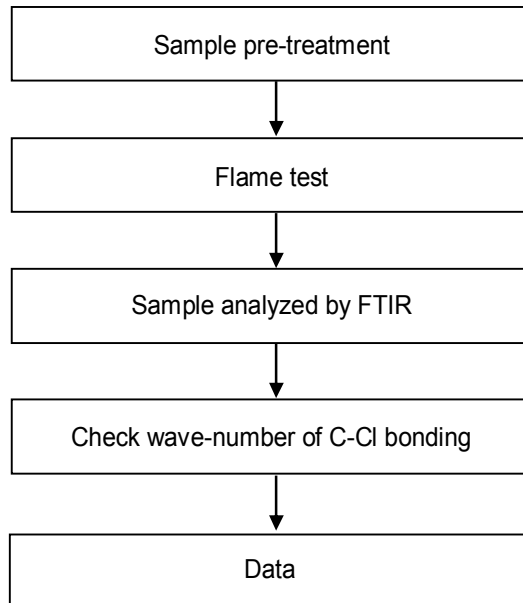 Sample pre-treatment
Flame test
Sample analyzed by FTIR
Check wave-number of C-Cl bonding
Data